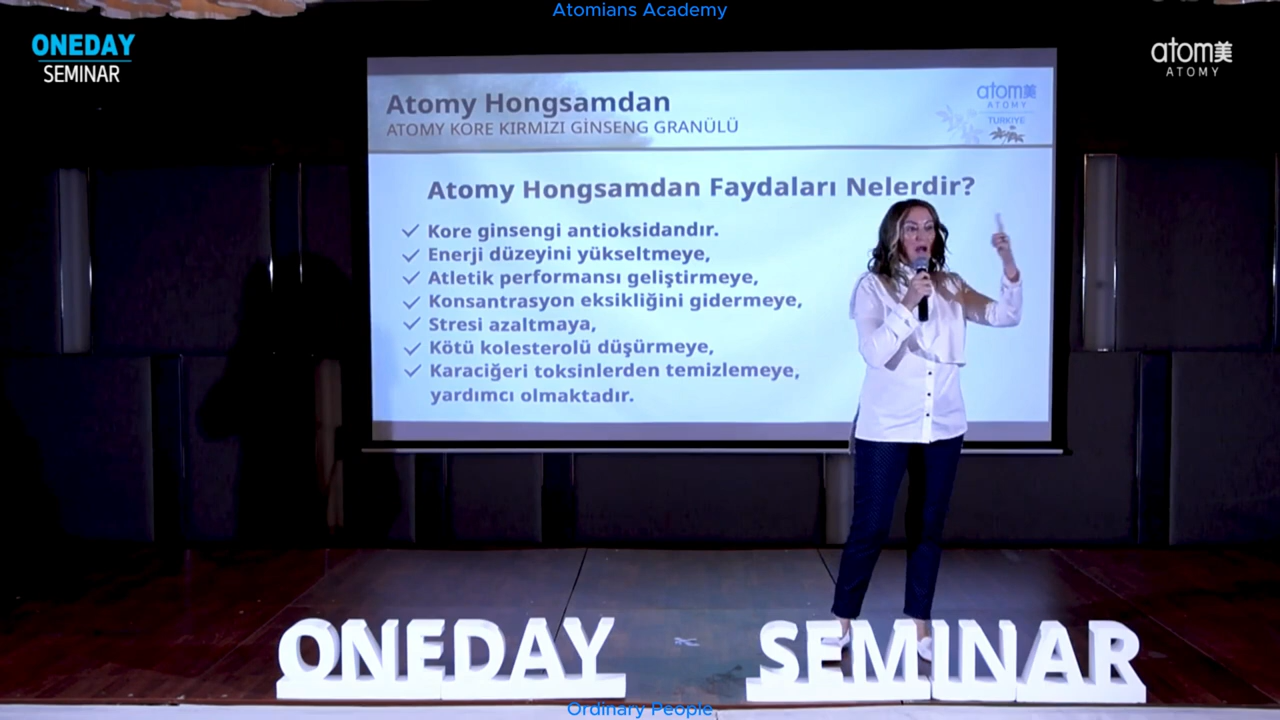 Atomians Academy
ONEDAY
SEMINAR
atom美
ATOMY
Atomy Hongsamdan
ATOMY KORE KIRMIZI GİNSENG GRANÜLÜ
atom美
ATOMY
TÜRKİYE
Atomy Hongsamdan Faydaları Nelerdir?
Kore ginsengi antioksidandır.
Enerji düzeyini yükseltmeye,
Atletik performansı geliştirmeye,
Konsantrasyon eksikliğini gidermeye,
Stresi azaltmaya,
Kötü kolesterolü düşürmeye,
Karaciğeri toksinlerden temizlemeye,
yardımcı olmaktadır.
ONEDAY SEMINAR
Ordinary People